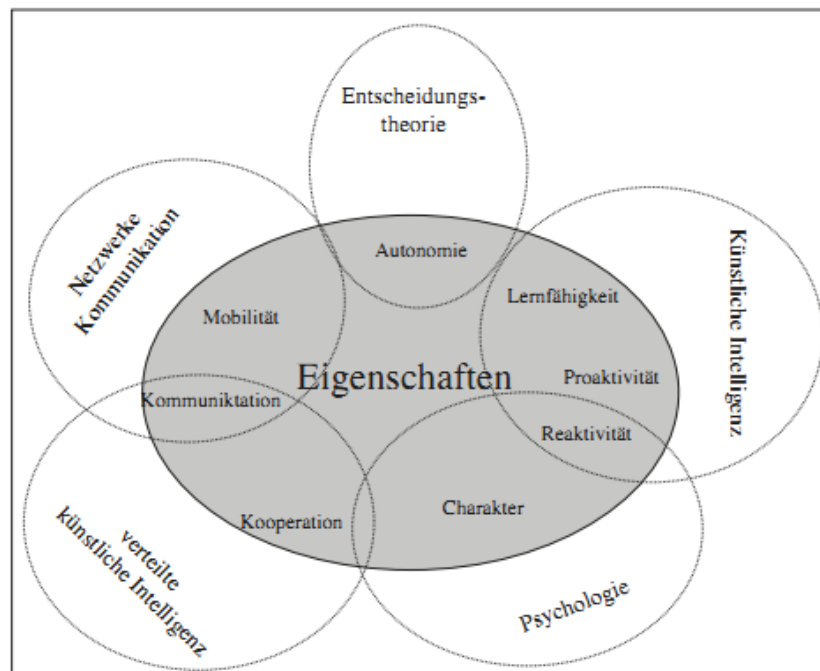 Entscheidungs-
theorie
Netzwerke
Kommunikation
Künstliche Intelligenz
Autonomie
Lernfähigkeit
Mobilität
Eigenschaften
Proaktivität
Kommuniktation
Reaktivität
Charakter
Kooperation
verteilte
künstliche Intelligenz
Psychologie